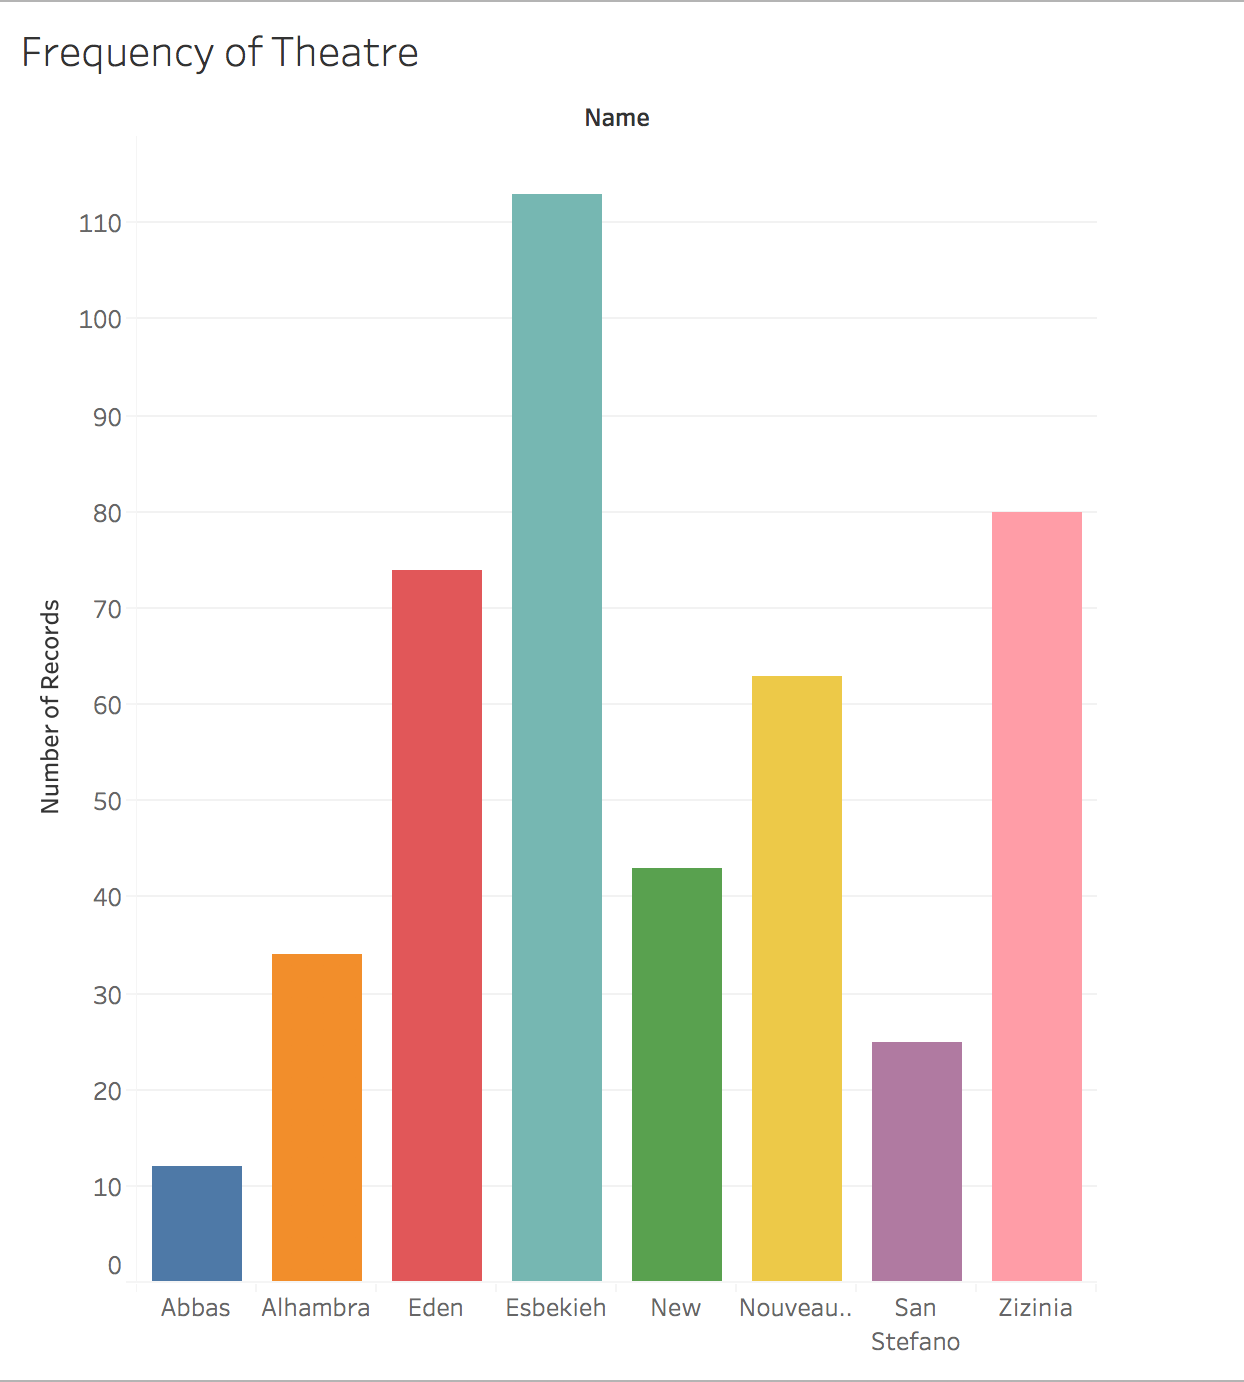 Frequency of Theatre
Name
Number of Records
110
100
90
80
70
60
50
40
30
20
10
0
Abbas
Alhambra
Eden
Esbekieh
New
Nouveau..
San
Stefano
Zizinia